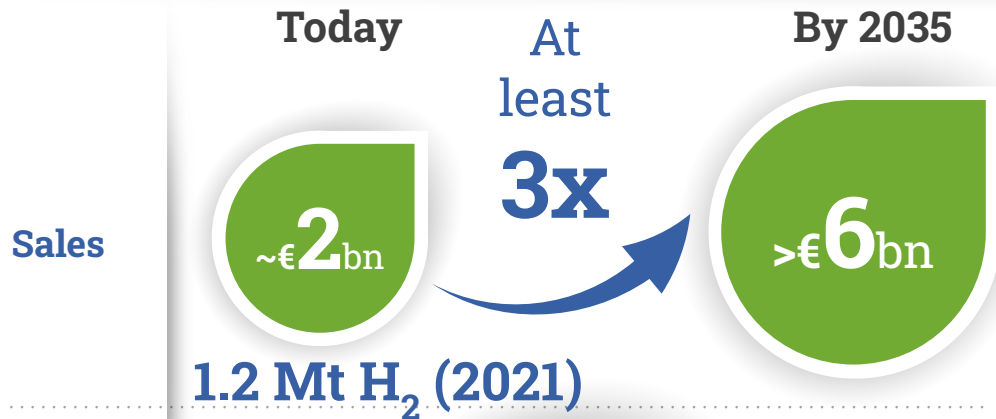 Today
At
least
3x
By 2035
Sales
~€2bn
>€6bn
1.2 Mt H₂ (2021)